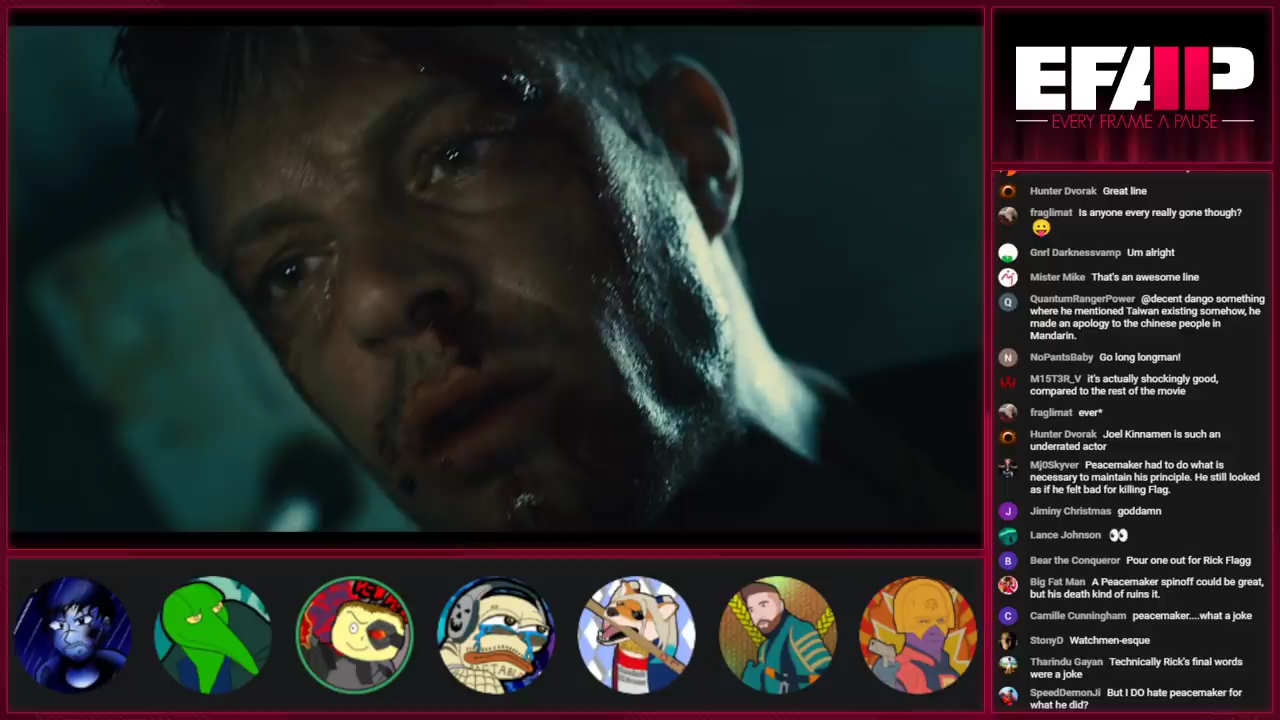 EFAP
EVERY FRAME A PAUSE
Hunter Dvorak Great line
fraglimat Is anyone every really gone though?
Gnrl Darknessvamp Um alright
Mister Mike That's an awesome line
QuantumRangerPower @decent dango something
where he mentioned Taiwan existing somehow, he
made an apology to the chinese people in
Mandarin.
NoPantsBaby Go long longman!
M15T3R_V it's actually shockingly good,
compared to the rest of the movie
fraglimat ever*
Hunter Dvorak Joel Kinnamen is such an
underrated actor
Mj0Skyver Peacemaker had to do what is
necessary to maintain his principle. He still looked
as if he felt bad for killing Flag.
Jiminy Christmas goddamn
Lance Johnson 👀
Bear the Conqueror Pour one out for Rick Flagg
Big Fat Man A Peacemaker spinoff could be great,
but his death kind of ruins it.
Camille Cunningham peacemaker....what a joke
StonyD Watchmen-esque
Tharindu Gayan Technically Rick's final words
were a joke
SpeedDemonJi But I DO hate peacemaker for
what he did?